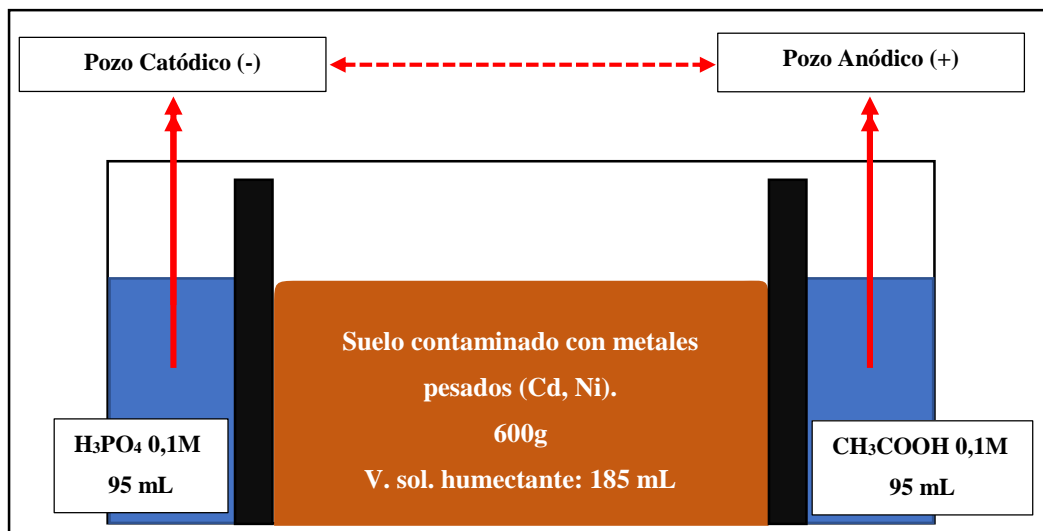 Pozo Catódico (-)
Pozo Anódico (+)
Suelo contaminado con metales
pesados (Cd, Ni).
600g
V. sol. humectante: 185 mL
H₃PO₄ 0,1M
95 mL
CH₃COOH 0,1M
95 mL